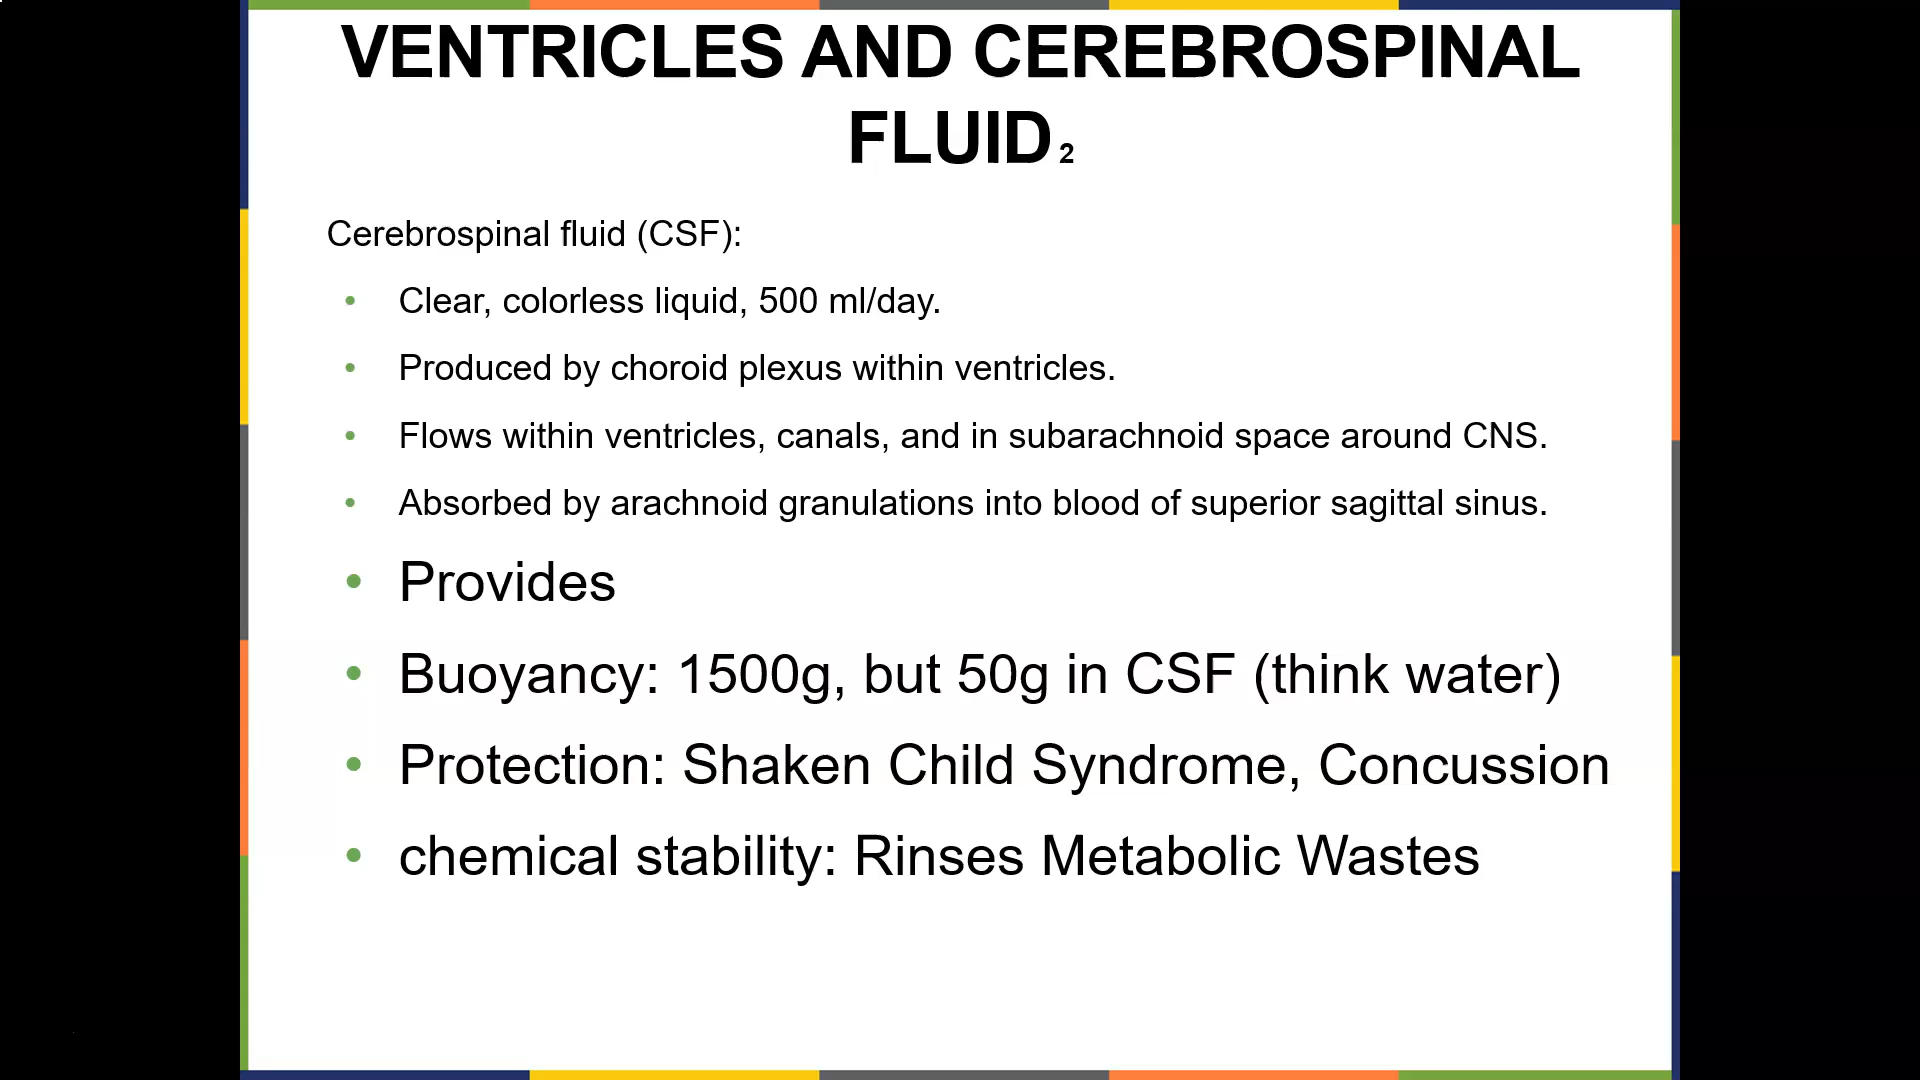 VENTRICLES AND CEREBROSPINAL
FLUID 2
Cerebrospinal fluid (CSF):
• Clear, colorless liquid, 500 ml/day.
• Produced by choroid plexus within ventricles.
• Flows within ventricles, canals, and in subarachnoid space around CNS.
• Absorbed by arachnoid granulations into blood of superior sagittal sinus.
• Provides
• Buoyancy: 1500g, but 50g in CSF (think water)
• Protection: Shaken Child Syndrome, Concussion
• chemical stability: Rinses Metabolic Wastes